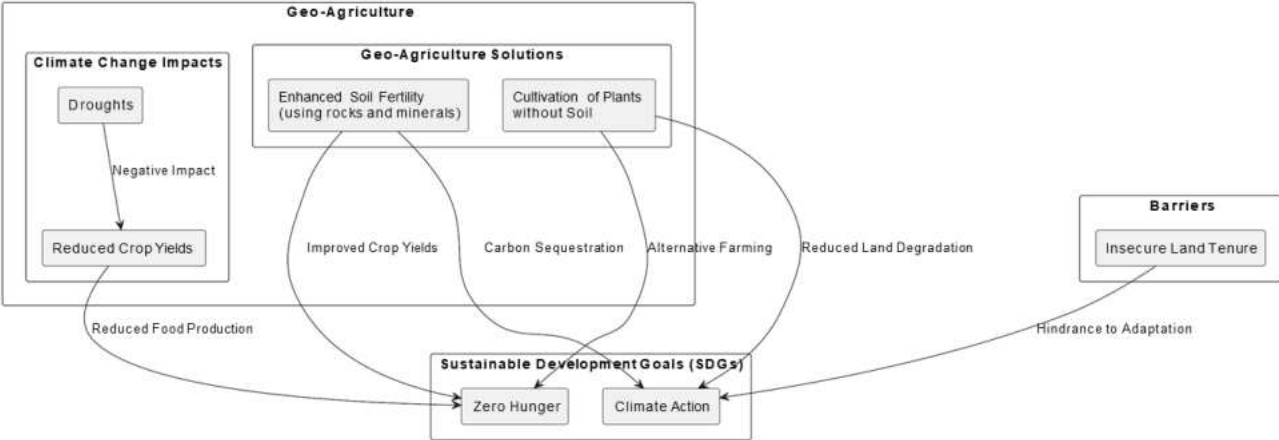 Geo-Agriculture
Climate Change Impacts
Droughts
Negative Impact
Reduced Crop Yields
Geo-Agriculture Solutions
Enhanced Soil Fertility
(using rocks and minerals)
Cultivation of Plants
without Soil
Improved Crop Yields
Carbon Sequestration
Alternative Farming
Reduced Land Degradation
Barriers
Insecure Land Tenure
Reduced Food Production
Hindrance to Adaptation
Sustainable Development Goals (SDGs)
Zero Hunger
Climate Action